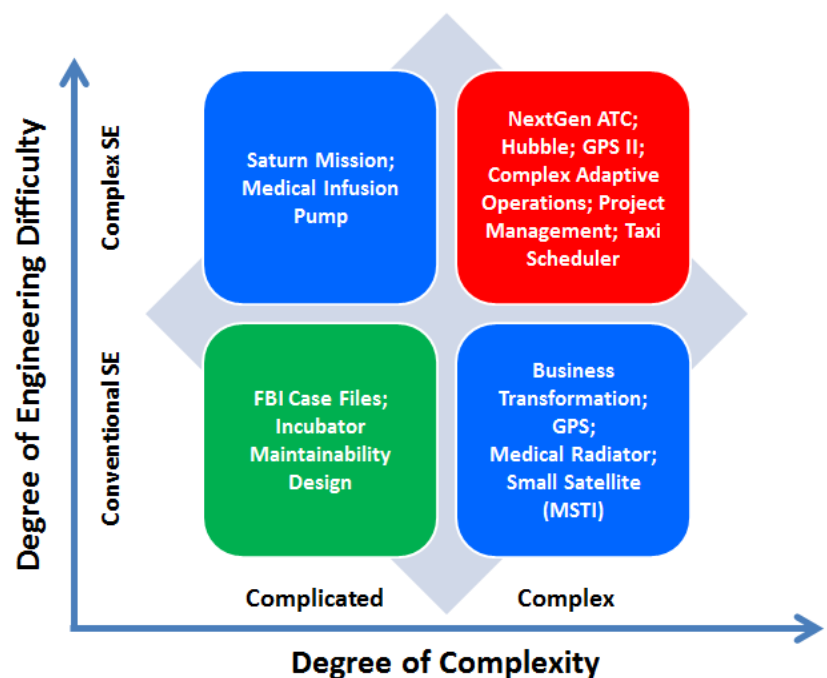 Degree of Engineering Difficulty
Complex SE
Conventional SE
Saturn Mission;
Medical Infusion
Pump
NextGen ATC;
Hubble; GPS II;
Complex Adaptive
Operations; Project
Management; Taxi
Scheduler
FBI Case Files;
Incubator
Maintainability
Design
Business
Transformation;
GPS;
Medical Radiator;
Small Satellite
(MSTI)
Complicated
Complex
Degree of Complexity